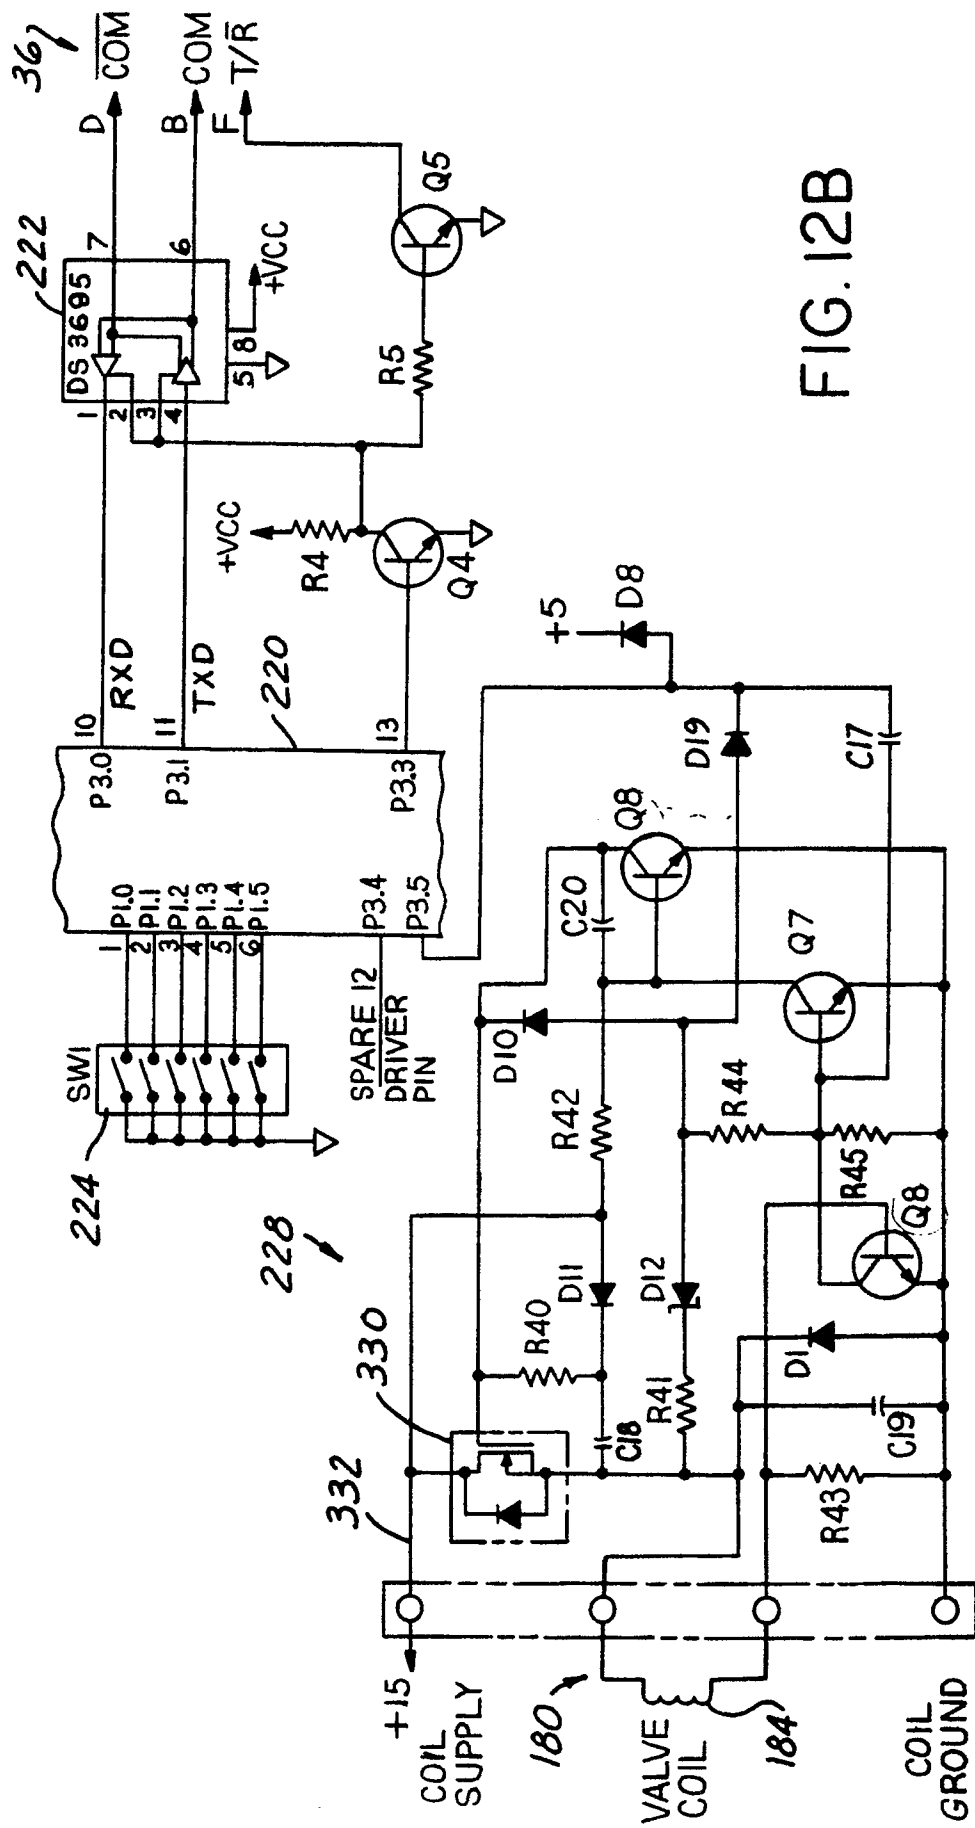 36
D COM
B COM
F T/R
222
DS 3695
7
6
1
2
3
4
5
8
+VCC
R5
Q5
+VCC
R4
Q4
RXD
TXD
10
11
13
220
P3.0
P3.1
P3.3
P1.0
P1.1
P1.2
P1.3
P1.4
P1.5
P3.4
P3.5
1
2
3
4
5
6
SW1
224
SPARE 12
DRIVER
PIN
228
330
332
+5
D8
D19
C17
Q8
C20
Q7
D10
R42
R44
R45
Q8
D11
D12
R40
R41
C18
D1
C19
R43
+15
COIL
SUPPLY
180
VALVE
COIL
184
COIL
GROUND
FIG. 12B